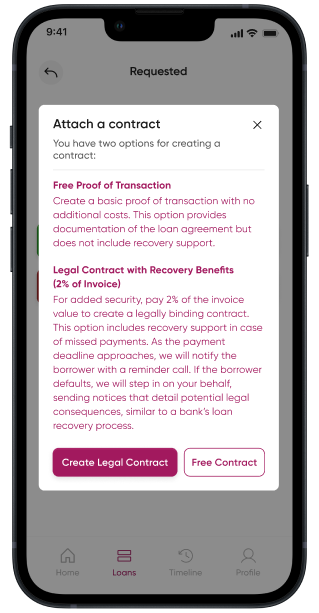 9:41
Requested
Attach a contract
You have two options for creating a
contract:
Free Proof of Transaction
Create a basic proof of transaction with no
additional costs. This option provides
documentation of the loan agreement but
does not include recovery support.
Legal Contract with Recovery Benefits
(2% of Invoice)
For added security, pay 2% of the invoice
value to create a legally binding contract.
This option includes recovery support in case
of missed payments. As the payment
deadline approaches, we will notify the
borrower with a reminder call. If the borrower
defaults, we will step in on your behalf,
sending notices that detail potential legal
consequences, similar to a bank's loan
recovery process.
Create Legal Contract
Free Contract
Home
Loans
Timeline
Profile